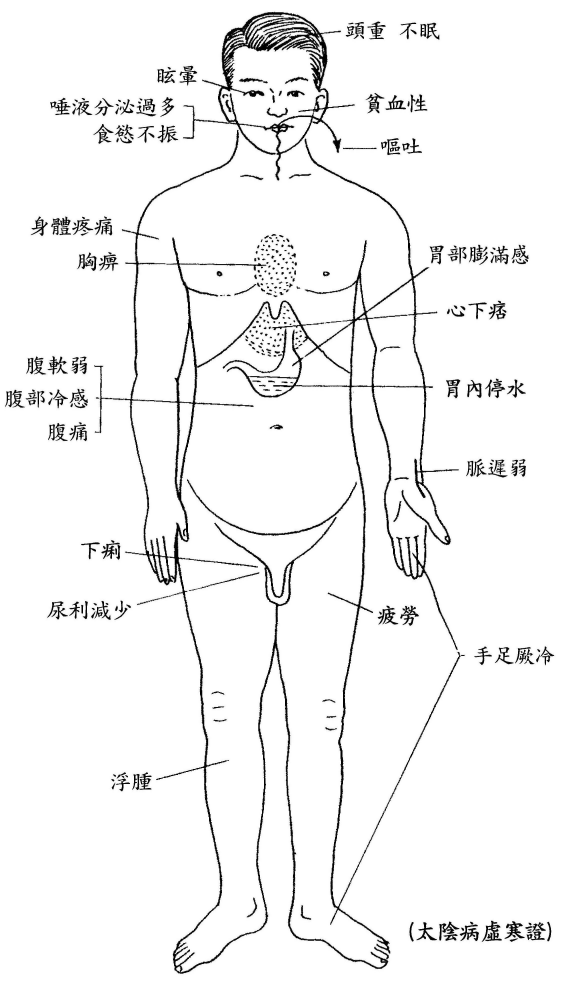 頭重 不眠
眩暈
唾液分泌過多
食慾不振
貧血性
嘔吐
身體疼痛
胸痹
胃部膨滿感
心下痞
腹軟弱
腹部冷感
腹痛
胃內停水
脈遲弱
下痢
尿利減少
疲勞
手足厥冷
浮腫
(太陰病虛寒證)